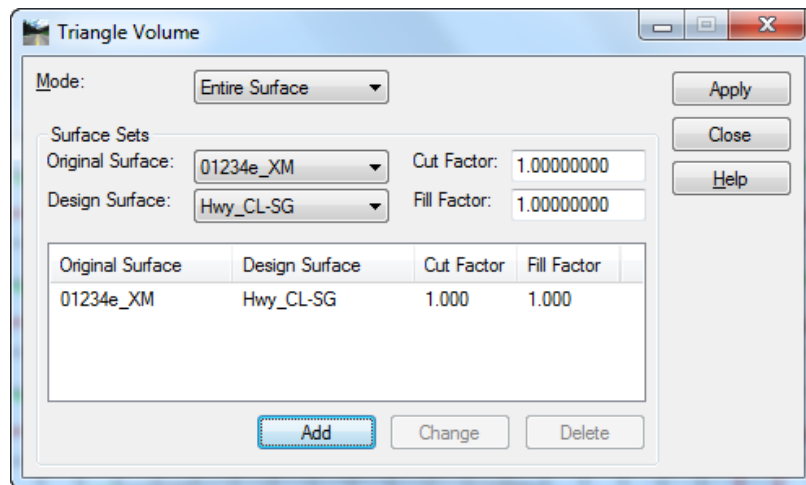 Triangle Volume
Mode: Entire Surface Apply
Surface Sets Close
Original Surface: 01234e_XM Cut Factor: 1.00000000 Help
Design Surface: Hwy_CL-SG Fill Factor: 1.00000000
Original Surface Design Surface Cut Factor Fill Factor
01234e_XM Hwy_CL-SG 1.000 1.000
Add Change Delete